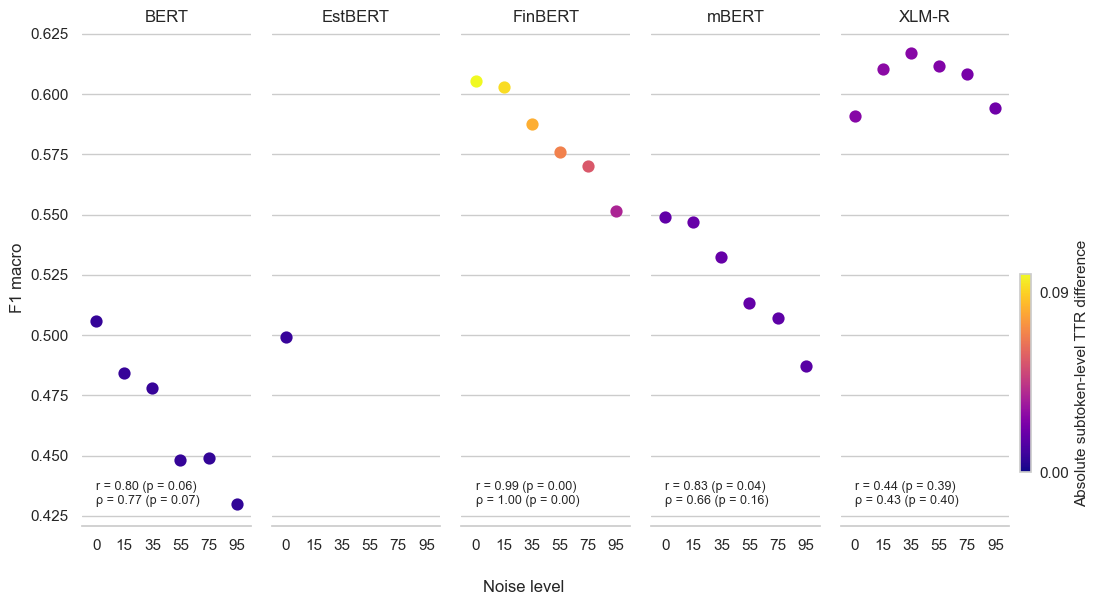 BERT EstBERT FinBERT mBERT XLM-R
0.625
0.600
0.575
0.550
0.525
0.500
0.475
0.450
0.425
F1 macro
r = 0.80 (p = 0.06)
ρ = 0.77 (p = 0.07)
r = 0.99 (p = 0.00)
ρ = 1.00 (p = 0.00)
r = 0.83 (p = 0.04)
ρ = 0.66 (p = 0.16)
r = 0.44 (p = 0.39)
ρ = 0.43 (p = 0.40)
0 15 35 55 75 95 0 15 35 55 75 95 0 15 35 55 75 95 0 15 35 55 75 95 0 15 35 55 75 95
Noise level
0.09
0.00
Absolute subtoken-level TTR difference